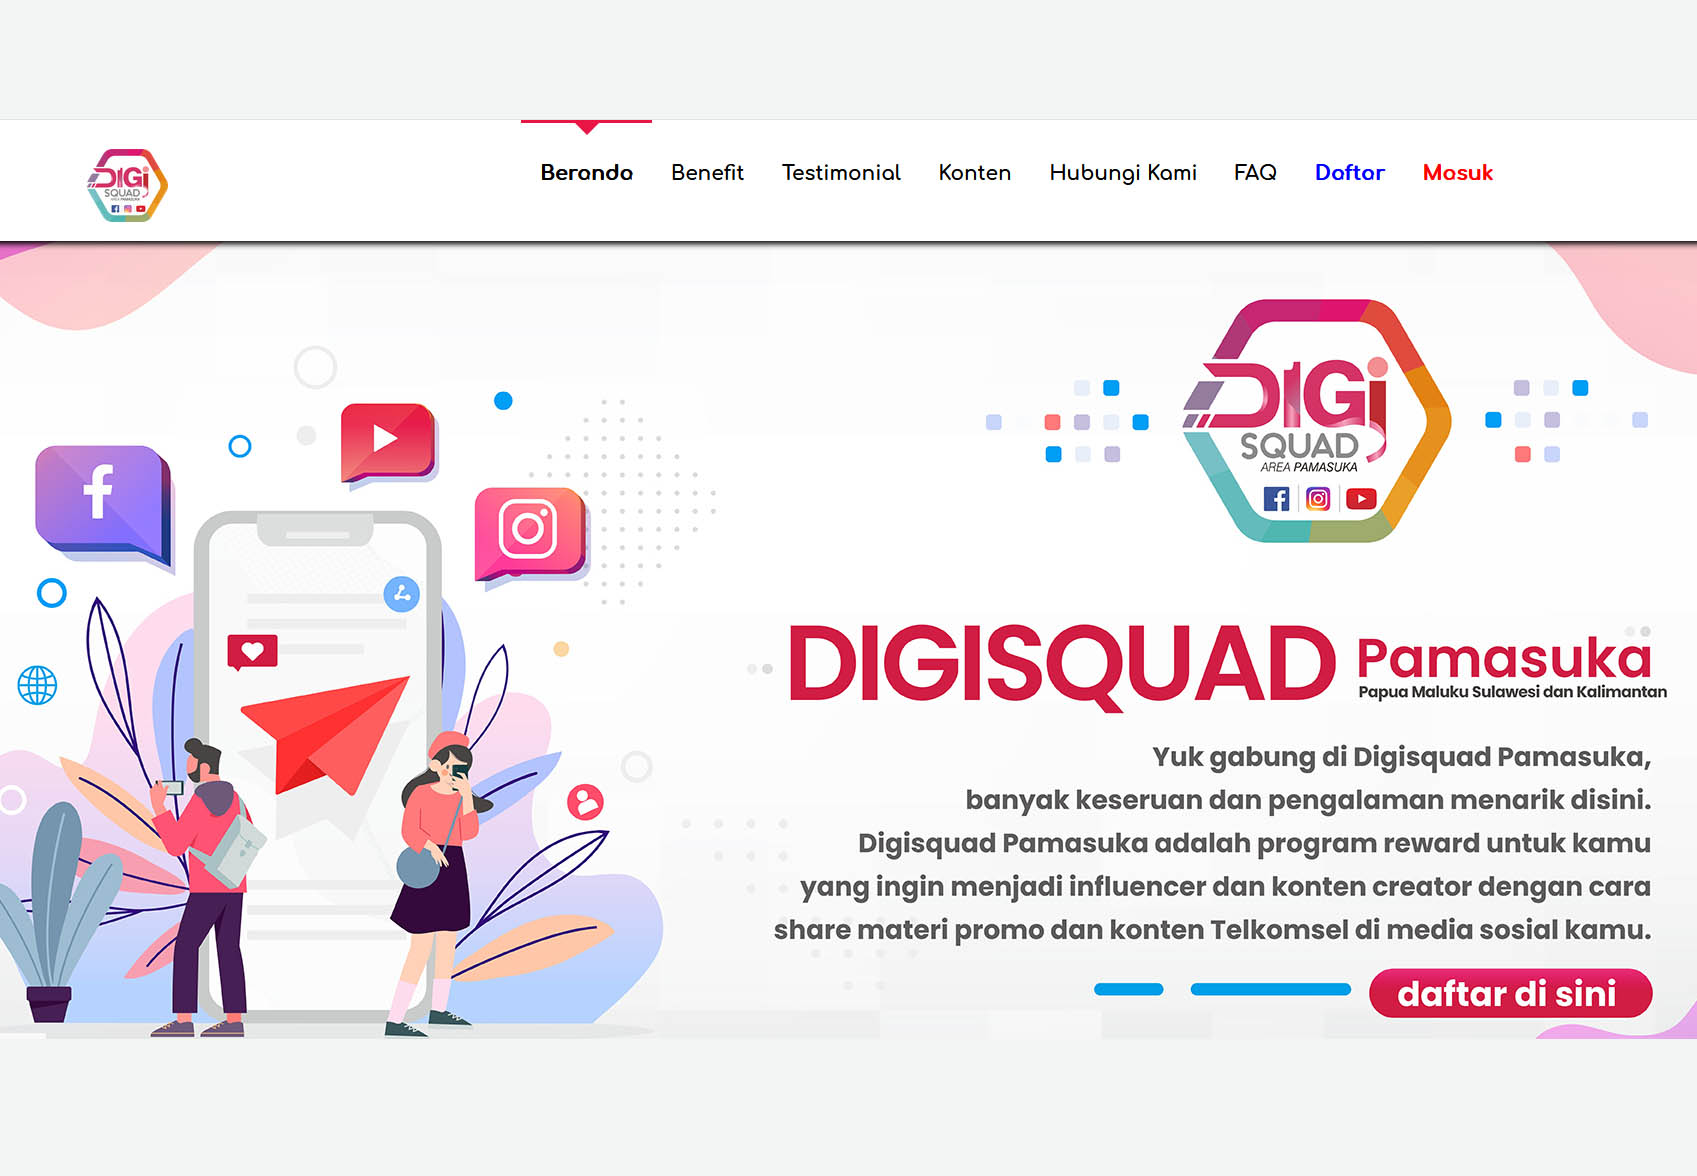 DIGi
SQUAD
AREA PAMASUKA
Beranda Benefit Testimonial Konten Hubungi Kami FAQ Daftar Masuk
DIGi
SQUAD
AREA PAMASUKA
DIGISQUAD Pamasuka
Papua Maluku Sulawesi dan Kalimantan
Yuk gabung di Digisquad Pamasuka,
banyak keseruan dan pengalaman menarik disini.
Digisquad Pamasuka adalah program reward untuk kamu
yang ingin menjadi influencer dan konten creator dengan cara
share materi promo dan konten Telkomsel di media sosial kamu.
daftar di sini